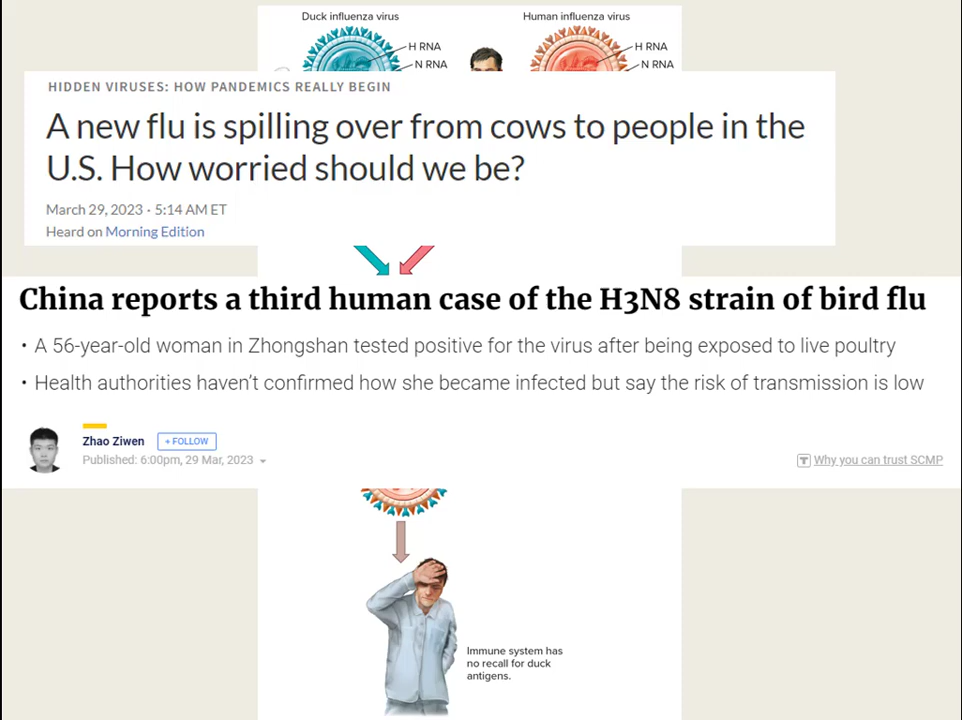 Duck influenza virus
Human influenza virus
H RNA
N RNA
H RNA
N RNA
HIDDEN VIRUSES: HOW PANDEMICS REALLY BEGIN
A new flu is spilling over from cows to people in the
U.S. How worried should we be?
March 29, 2023 · 5:14 AM ET
Heard on Morning Edition
China reports a third human case of the H3N8 strain of bird flu
• A 56-year-old woman in Zhongshan tested positive for the virus after being exposed to live poultry
• Health authorities haven't confirmed how she became infected but say the risk of transmission is low
Zhao Ziwen
+ FOLLOW
Published: 6:00pm, 29 Mar, 2023
T Why you can trust SCMP
Immune system has
no recall for duck
antigens.